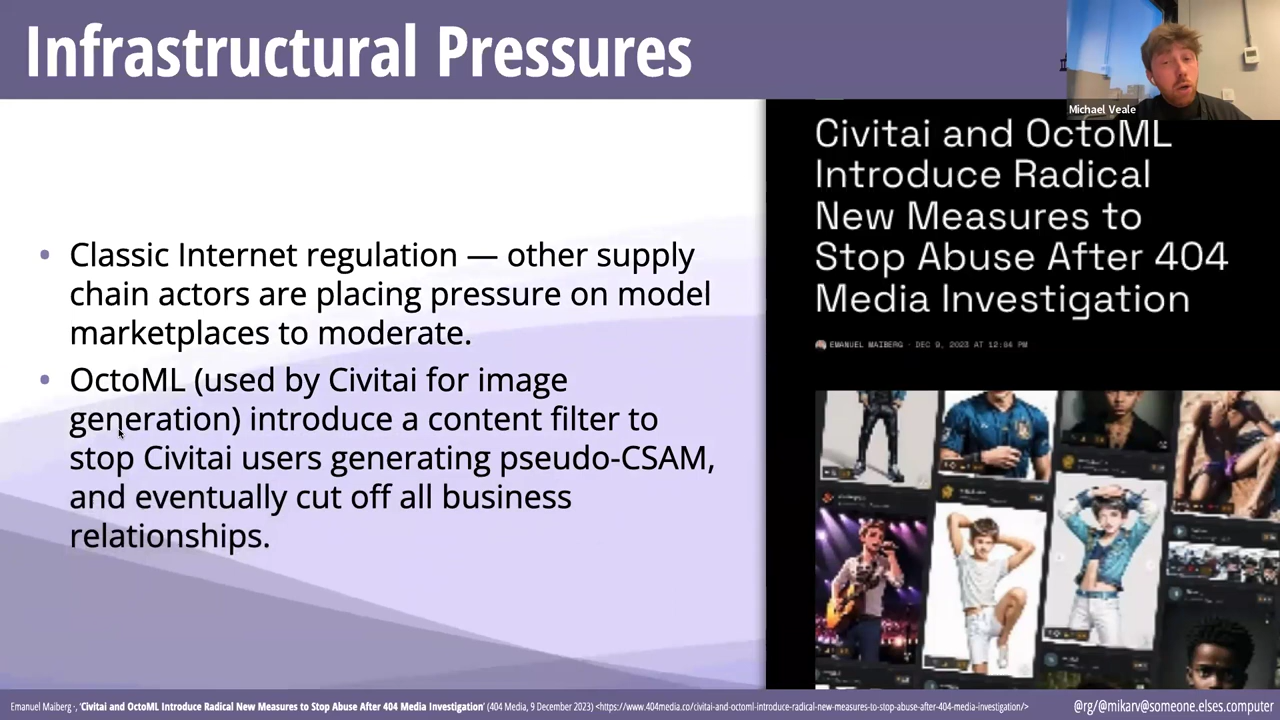 Infrastructural Pressures
Michael Veale
• Classic Internet regulation — other supply
chain actors are placing pressure on model
marketplaces to moderate.
• OctoML (used by Civitai for image
generation) introduce a content filter to
stop Civitai users generating pseudo-CSAM,
and eventually cut off all business
relationships.
Civitai and OctoML
Introduce Radical
New Measures to
Stop Abuse After 404
Media Investigation
EMANUEL MAIBERG · DEC 9, 2023 AT 12:04 PM
Emanuel Maiberg -, 'Civitai and OctoML Introduce Radical New Measures to Stop Abuse After 404 Media Investigation' (404 Media, 9 December 2023) <https://www.404media.co/civitai-and-octoml-introduce-radical-new-measures-to-stop-abuse-after-404-media-investigation/>
@rg/@mikarv@someone.elses.computer